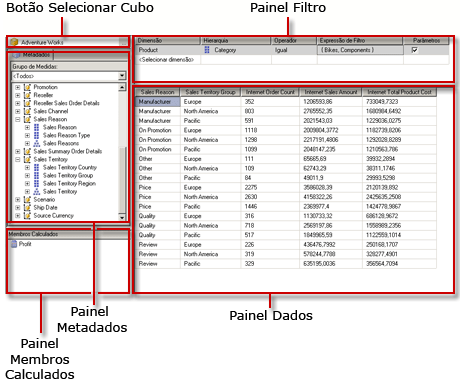 Botão Selecionar Cubo
Painel Filtro
Adventure Works
Metadados
Grupo de Medidas:
<Todos>
Promotion
Reseller
Reseller Sales Order Details
Sales Channel
Sales Reason
Sales Reason
Sales Reason Type
Sales Reasons
Sales Summary Order Details
Sales Territory
Sales Territory Country
Sales Territory Group
Sales Territory Region
Sales Territory
Scenario
Ship Date
Source Currency
Membros Calculados
Profit
Dimensão Hierarquia Operador Expressão de Filtro Parâmetros
Product Category Igual { Bikes, Components }
<Selecionar dimensão>
Sales Reason Sales Territory Group Internet Order Count Internet Sales Amount Internet Total Product Cost
Manufacturer Europe 352 1206593,86 733049,7323
Manufacturer North America 803 2765552,3518 1680984,6492
Manufacturer Pacific 591 2021543,03 1229036,0275
On Promotion Europe 1118 2009804,3772 1182739,8206
On Promotion North America 1298 2217191,4806 1292028,8289
On Promotion Pacific 1099 2048147,235 1210563,786
Other Europe 111 65665,69 39932,2894
Other North America 109 62743,29 38311,1746
Other Pacific 84 49011,9 29993,5298
Price Europe 2275 3586028,39 2120139,892
Price North America 2630 4158322,26 2425635,2508
Price Pacific 1446 2369977,4 1424778,9867
Quality Europe 316 1130733,32 686128,9672
Quality North America 718 2569197,86 1558989,2356
Quality Pacific 517 1849965,59 1122559,1014
Review Europe 226 436476,7992 250168,1707
Review North America 319 578244,7788 328277,4901
Review Pacific 329 635195,0036 356564,7094
Painel Metadados
Painel Dados
Painel Membros Calculados